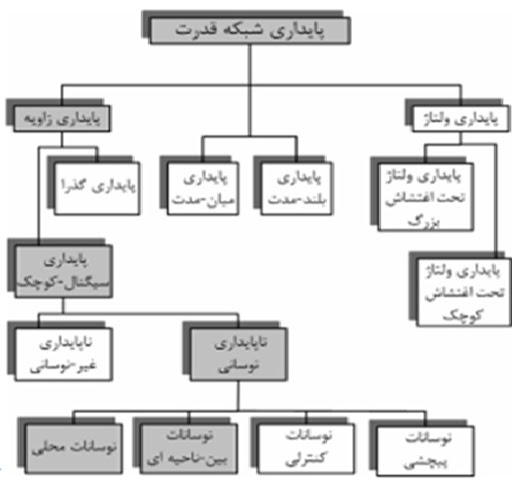 پایداری شبکه قدرت
پایداری ولتاژ
پایداری زاویه
پایداری ولتاژ
تحت اغتشاش
بزرگ
پایداری
بلند-مدت
پایداری
میان-مدت
پایداری گذرا
پایداری ولتاژ
تحت اغتشاش
کوچک
پایداری
سیگنال-کوچک
ناپایداری
نوسانی
ناپایداری
غیر-نوسانی
نوسانات
پیچشی
نوسانات
کنترلی
نوسانات
بین-ناحیه ای
نوسانات محلی